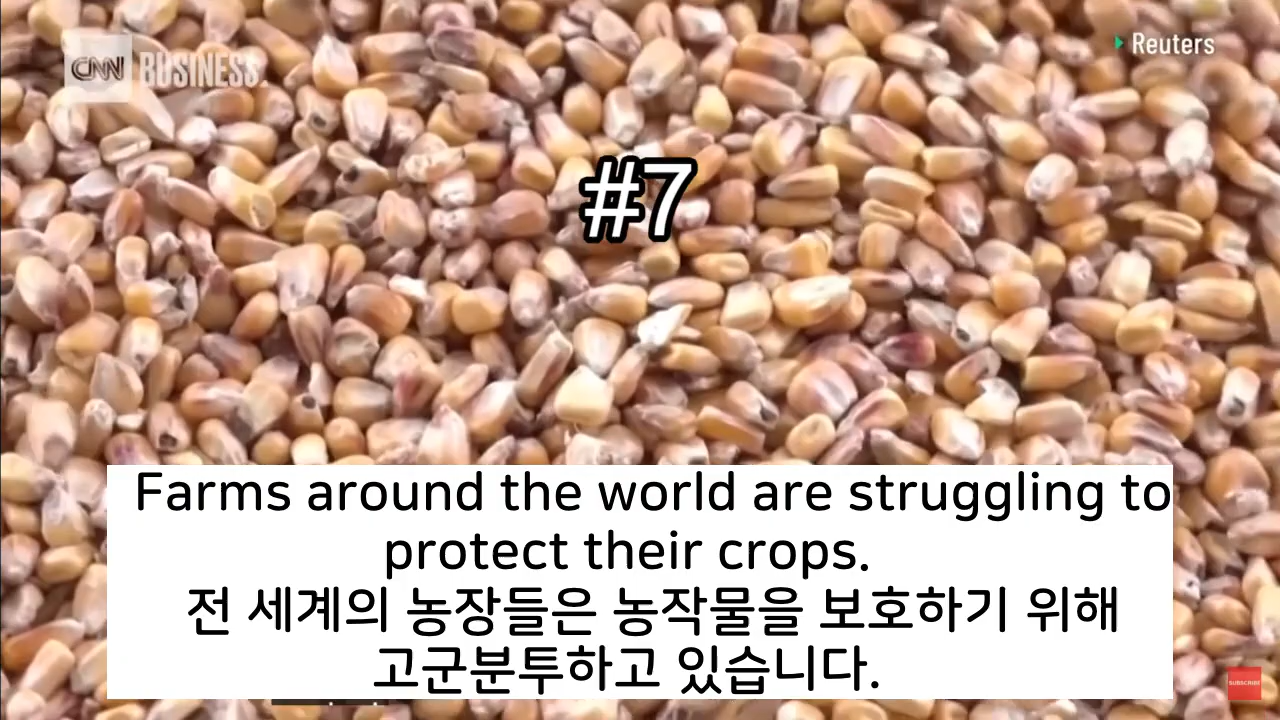 CNN BUSINESS.
Reuters
#7
Farms around the world are struggling to
protect their crops.
전 세계의 농장들은 농작물을 보호하기 위해
고군분투하고 있습니다.
SUBSCRIBE